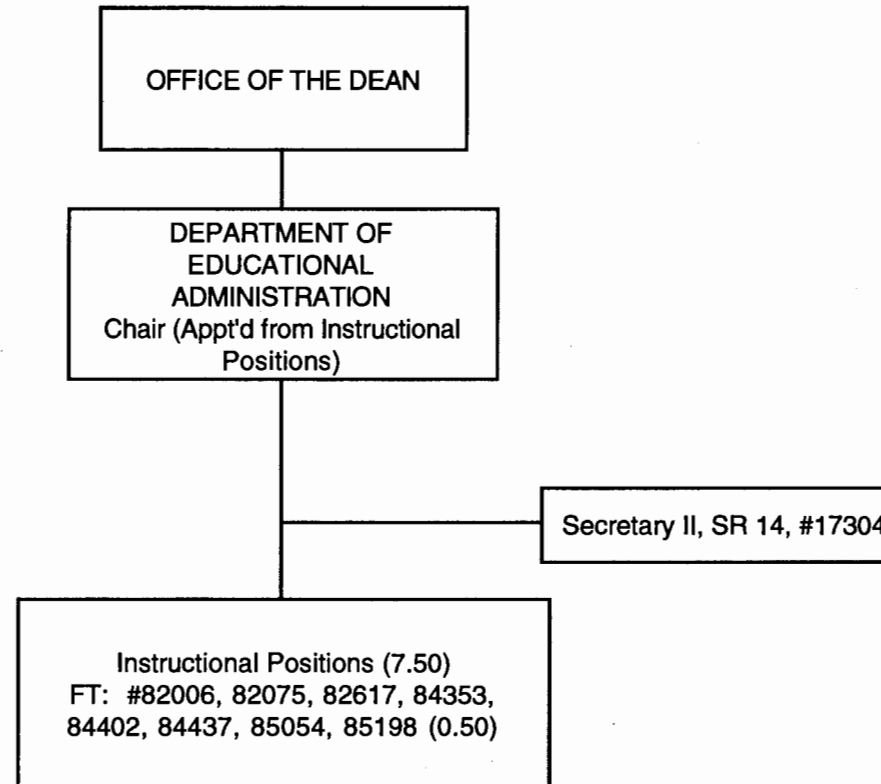 OFFICE OF THE DEAN
DEPARTMENT OF
EDUCATIONAL
ADMINISTRATION
Chair (Appt'd from Instructional
Positions)
Secretary II, SR 14, #17304
Instructional Positions (7.50)
FT: #82006, 82075, 82617, 84353,
84402, 84437, 85054, 85198 (0.50)